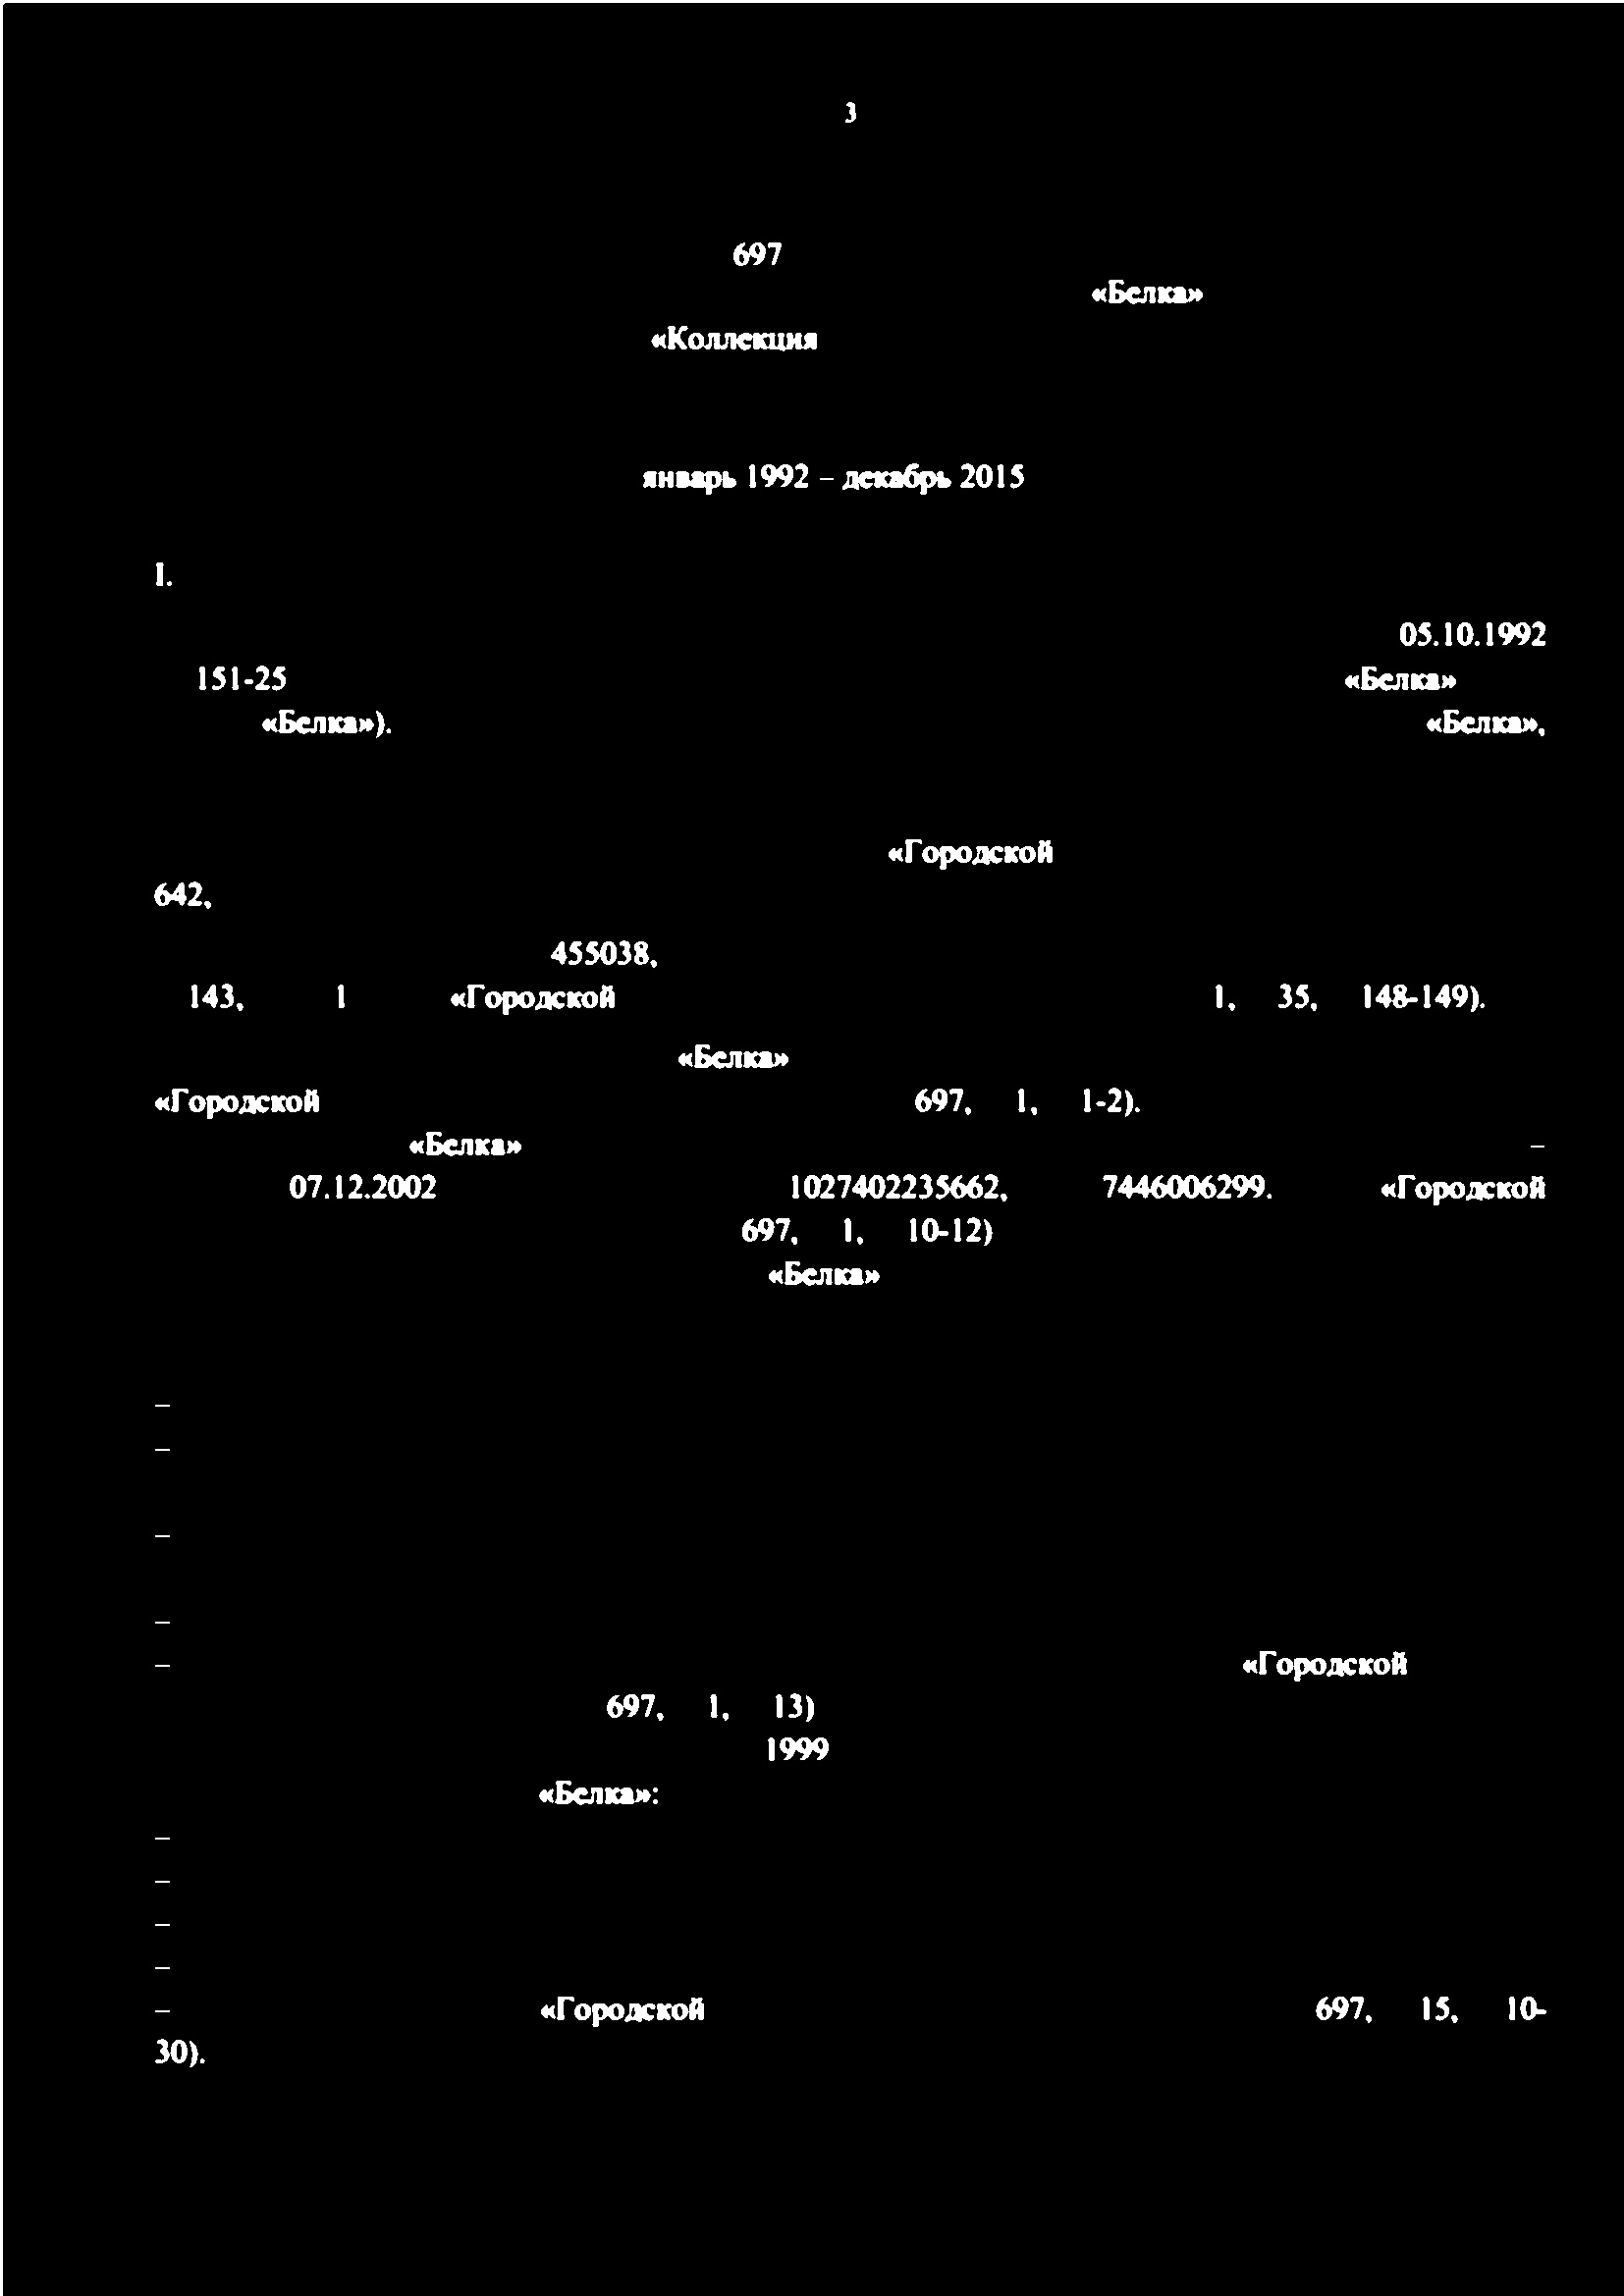 3
697
«Белка»
«Коллекция
январь 1992 – декабрь 2015
1.
05.10.1992
151-25 «Белка»
«Белка»). «Белка»,
«Городской
642,
455038,
143, 1 «Городской 1, 35, 148-149).
«Белка»
«Городской 697, 1, 1-2).
«Белка» –
07.12.2002 1027402235662, 7446006299. «Городской
697, 1, 10-12)
«Белка»
–
–
–
–
– «Городской
697, 1, 13)
1999
«Белка»:
–
–
–
–
– «Городской 697, 15, 10-
30).